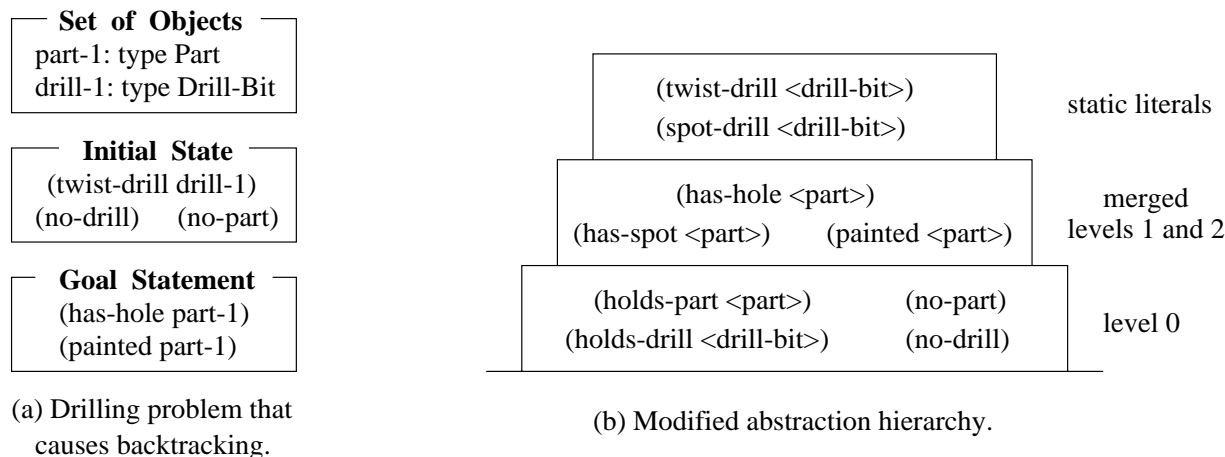 Set of Objects
part-1: type Part
drill-1: type Drill-Bit
Initial State
(twist-drill drill-1)
(no-drill) (no-part)
Goal Statement
(has-hole part-1)
(painted part-1)
(a) Drilling problem that
causes backtracking.
(twist-drill <drill-bit>)
(spot-drill <drill-bit>)
static literals
(has-hole <part>)
(has-spot <part>) (painted <part>)
merged
levels 1 and 2
(holds-part <part>) (no-part)
(holds-drill <drill-bit>) (no-drill)
level 0
(b) Modified abstraction hierarchy.